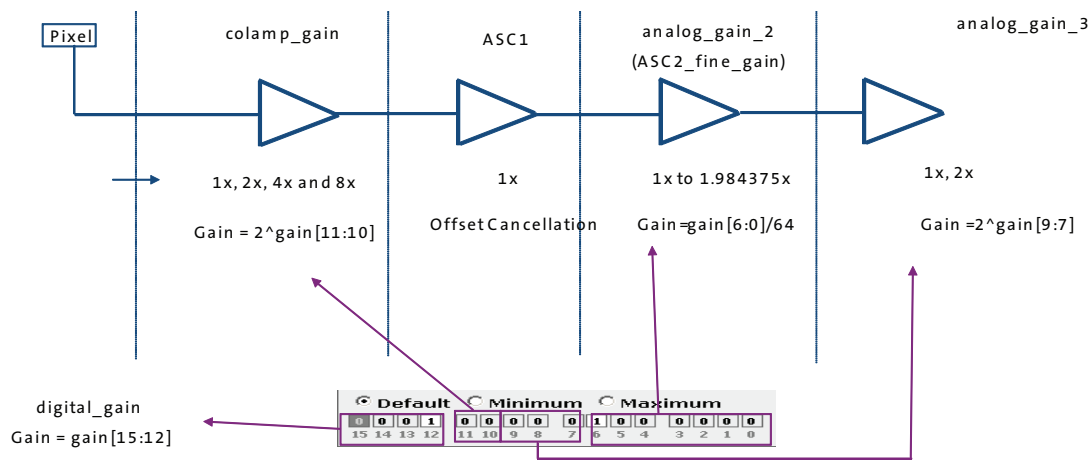 Pixel
colamp_gain
ASC1
analog_gain_2
(ASC2_fine_gain)
analog_gain_3
1x, 2x, 4x and 8x
1x
1x to 1.984375x
1x, 2x
Gain = 2^gain[11:10]
Offset Cancellation
Gain =gain[6:0]/64
Gain =2^gain[9:7]
digital_gain
Gain = gain[15:12]
Default Minimum Maximum
0 0 0 1 0 0 0 0 0 1 0 0 0 0 0 0
15 14 13 12 11 10 9 8 7 6 5 4 3 2 1 0